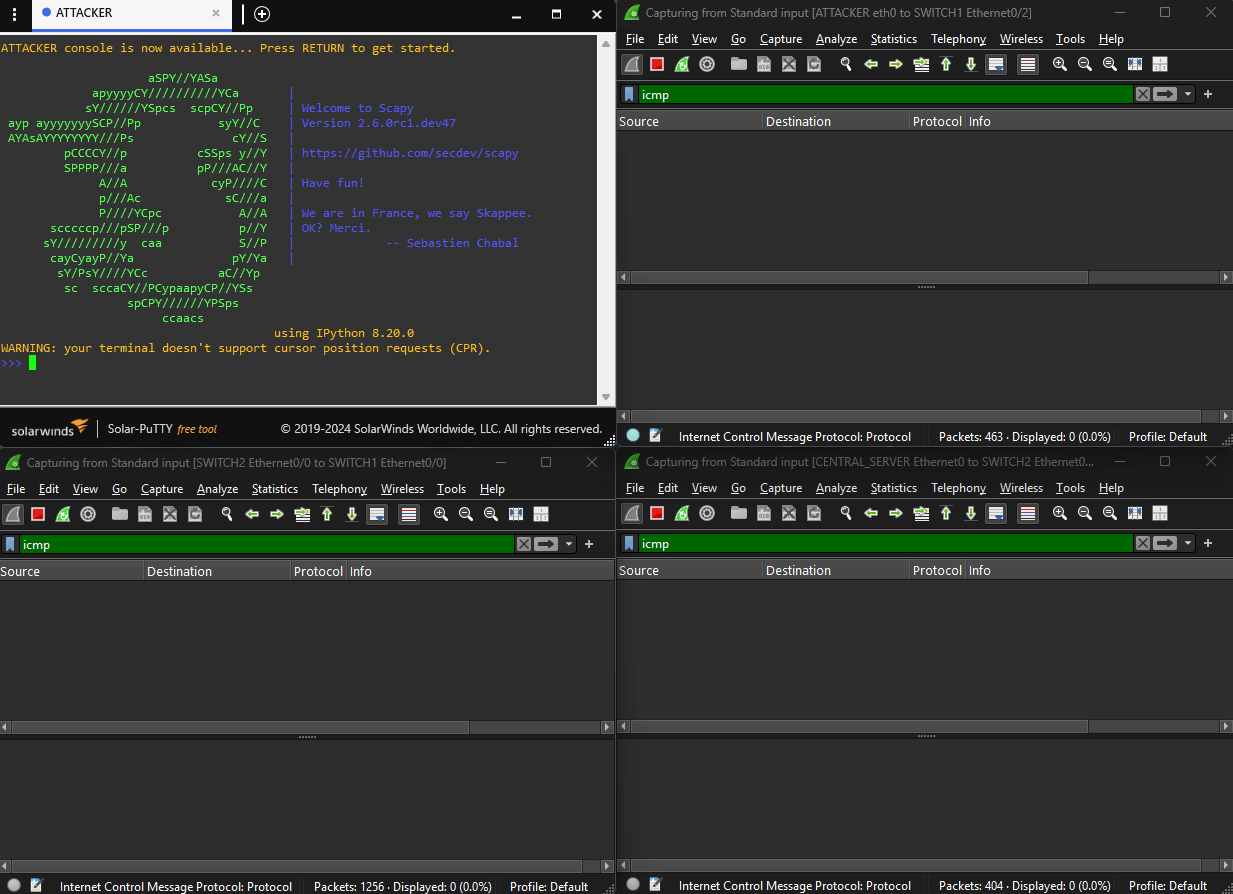 ATTACKER
ATTACKER console is now available... Press RETURN to get started.
aSPY//YASa
apyyyyCY//////////YCa |
sY//////YSpcs scpCY//Pp | Welcome to Scapy
ayp ayyyyyyySCP//Pp syY//C | Version 2.6.0rc1.dev47
AYAsAYYYYYYYY///Ps cY//S |
pCCCCY//p cSSps y//Y | https://github.com/secdev/scapy
SPPPP///a pP///AC//Y |
A//A cyP////C | Have fun!
p///Ac sC///a |
P////YCpc A//A | We are in France, we say Skappee.
scccccp///pSP///p p//Y | OK? Merci.
sY/////////y caa S//P | -- Sebastien Chabal
cayCyayP//Ya pY/Ya |
sY/PsY////YCc aC//Yp
sc sccaCY//PCypaapyCP//YSs
spCPY//////YPSps
ccaacs
using IPython 8.20.0
WARNING: your terminal doesn't support cursor position requests (CPR).
>>>
solarwinds Solar-PuTTY free tool © 2019-2024 SolarWinds Worldwide, LLC. All rights reserved.
Capturing from Standard input [ATTACKER eth0 to SWITCH1 Ethernet0/2]
File Edit View Go Capture Analyze Statistics Telephony Wireless Tools Help
icmp
Source Destination Protocol Info
Internet Control Message Protocol: Protocol Packets: 463 · Displayed: 0 (0.0%) Profile: Default
Capturing from Standard input [SWITCH2 Ethernet0/0 to SWITCH1 Ethernet0/0]
File Edit View Go Capture Analyze Statistics Telephony Wireless Tools Help
icmp
Source Destination Protocol Info
Internet Control Message Protocol: Protocol Packets: 1256 · Displayed: 0 (0.0%) Profile: Default
Capturing from Standard input [CENTRAL_SERVER Ethernet0 to SWITCH2 Ethernet0...
File Edit View Go Capture Analyze Statistics Telephony Wireless Tools Help
icmp
Source Destination Protocol Info
Internet Control Message Protocol: Protocol Packets: 404 · Displayed: 0 (0.0%) Profile: Default